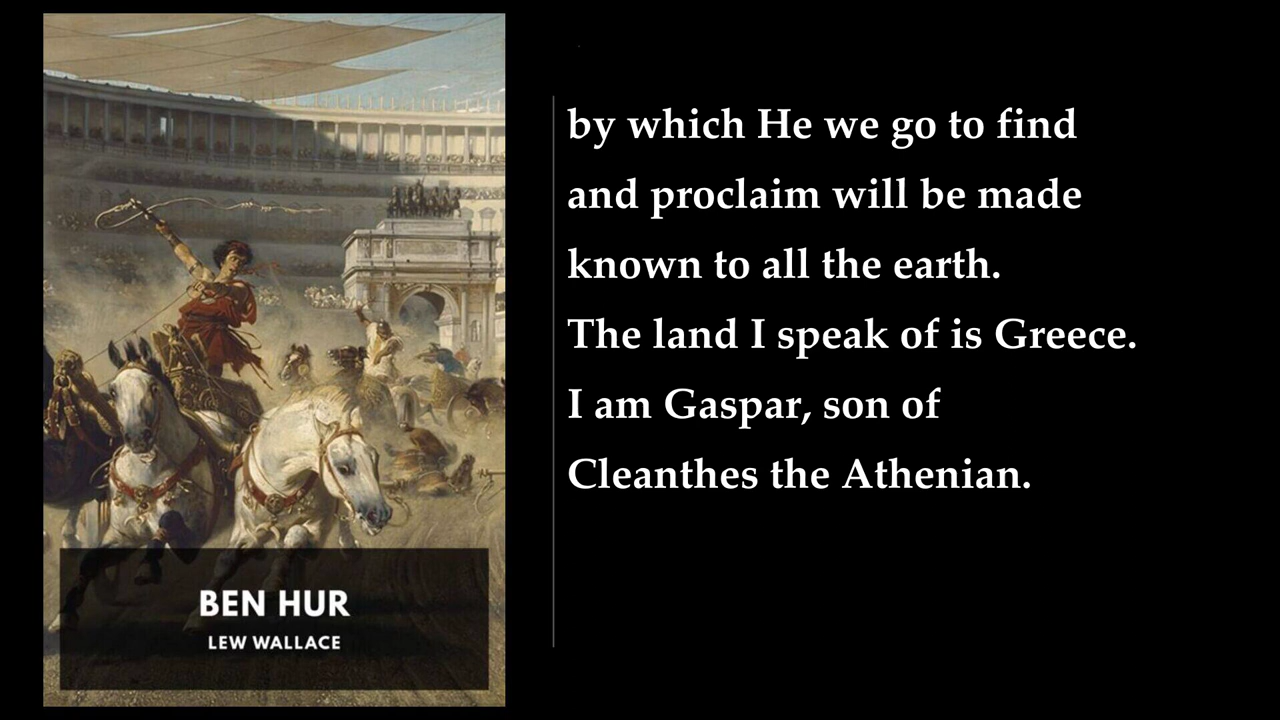 BEN HUR
LEW WALLACE
by which He we go to find
and proclaim will be made
known to all the earth.
The land I speak of is Greece.
I am Gaspar, son of
Cleanthes the Athenian.